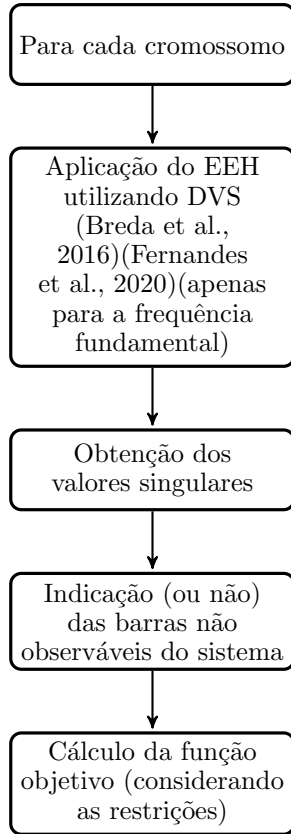 Para cada cromossomo
Aplicação do EEH
utilizando DVS
(Breda et al.,
2016)(Fernandes
et al., 2020)(apenas
para a frequência
fundamental)
Obtenção dos
valores singulares
Indicação (ou não)
das barras não
observáveis do sistema
Cálculo da função
objetivo (considerando
as restrições)